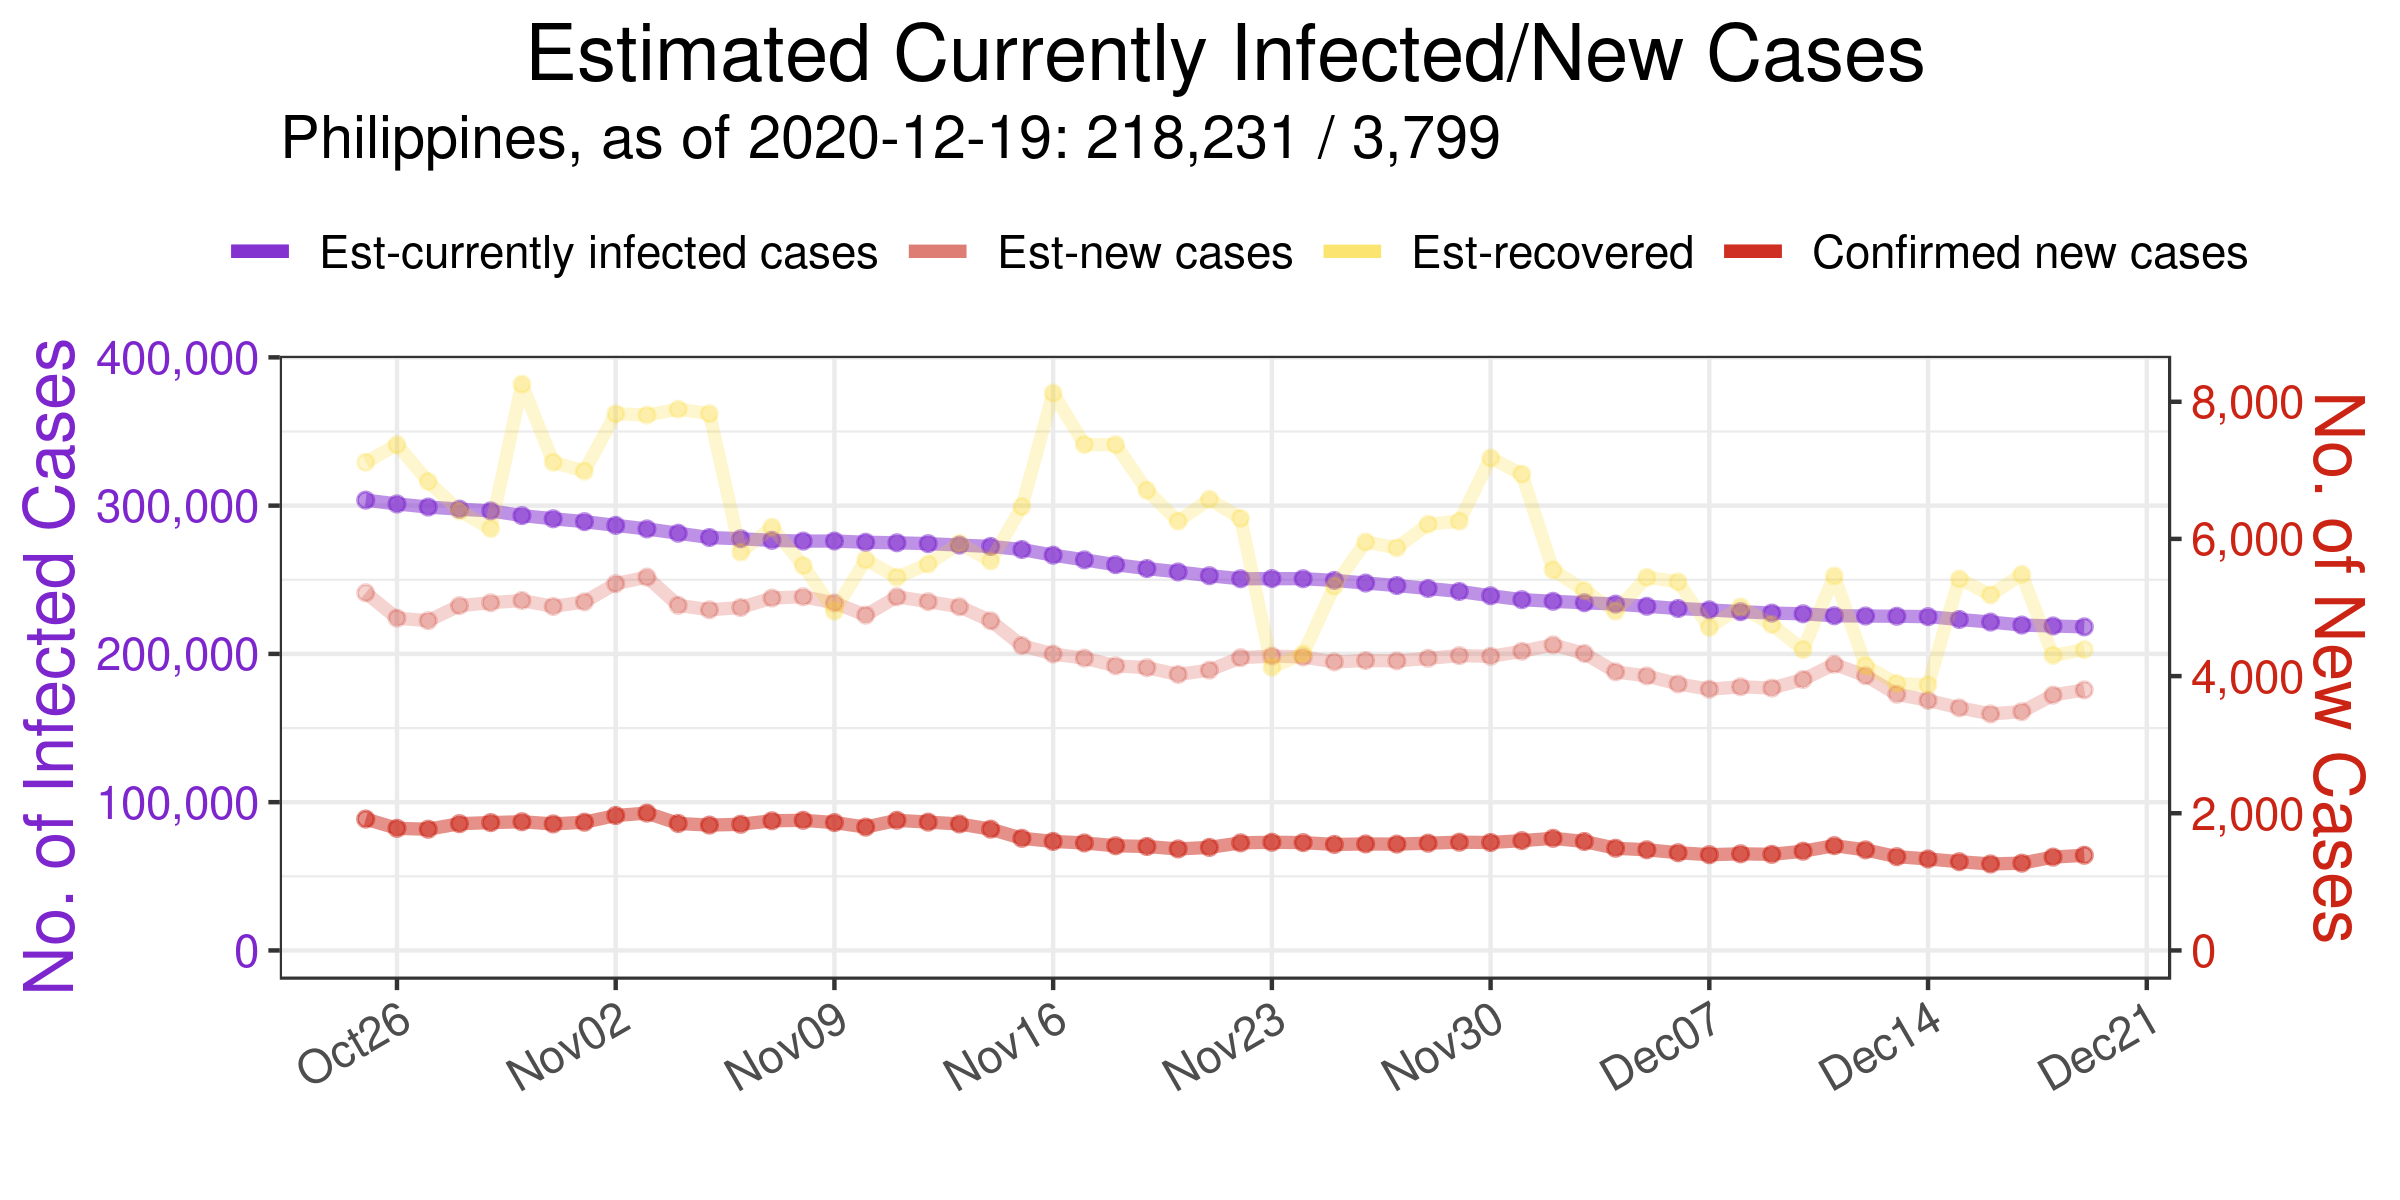 Estimated Currently Infected/New Cases
Philippines, as of 2020-12-19: 218,231 / 3,799
Est-currently infected cases Est-new cases Est-recovered Confirmed new cases
No. of Infected Cases
400,000
300,000
200,000
100,000
0
8,000
6,000
4,000
2,000
0
No. of New Cases
Oct26 Nov02 Nov09 Nov16 Nov23 Nov30 Dec07 Dec14 Dec21